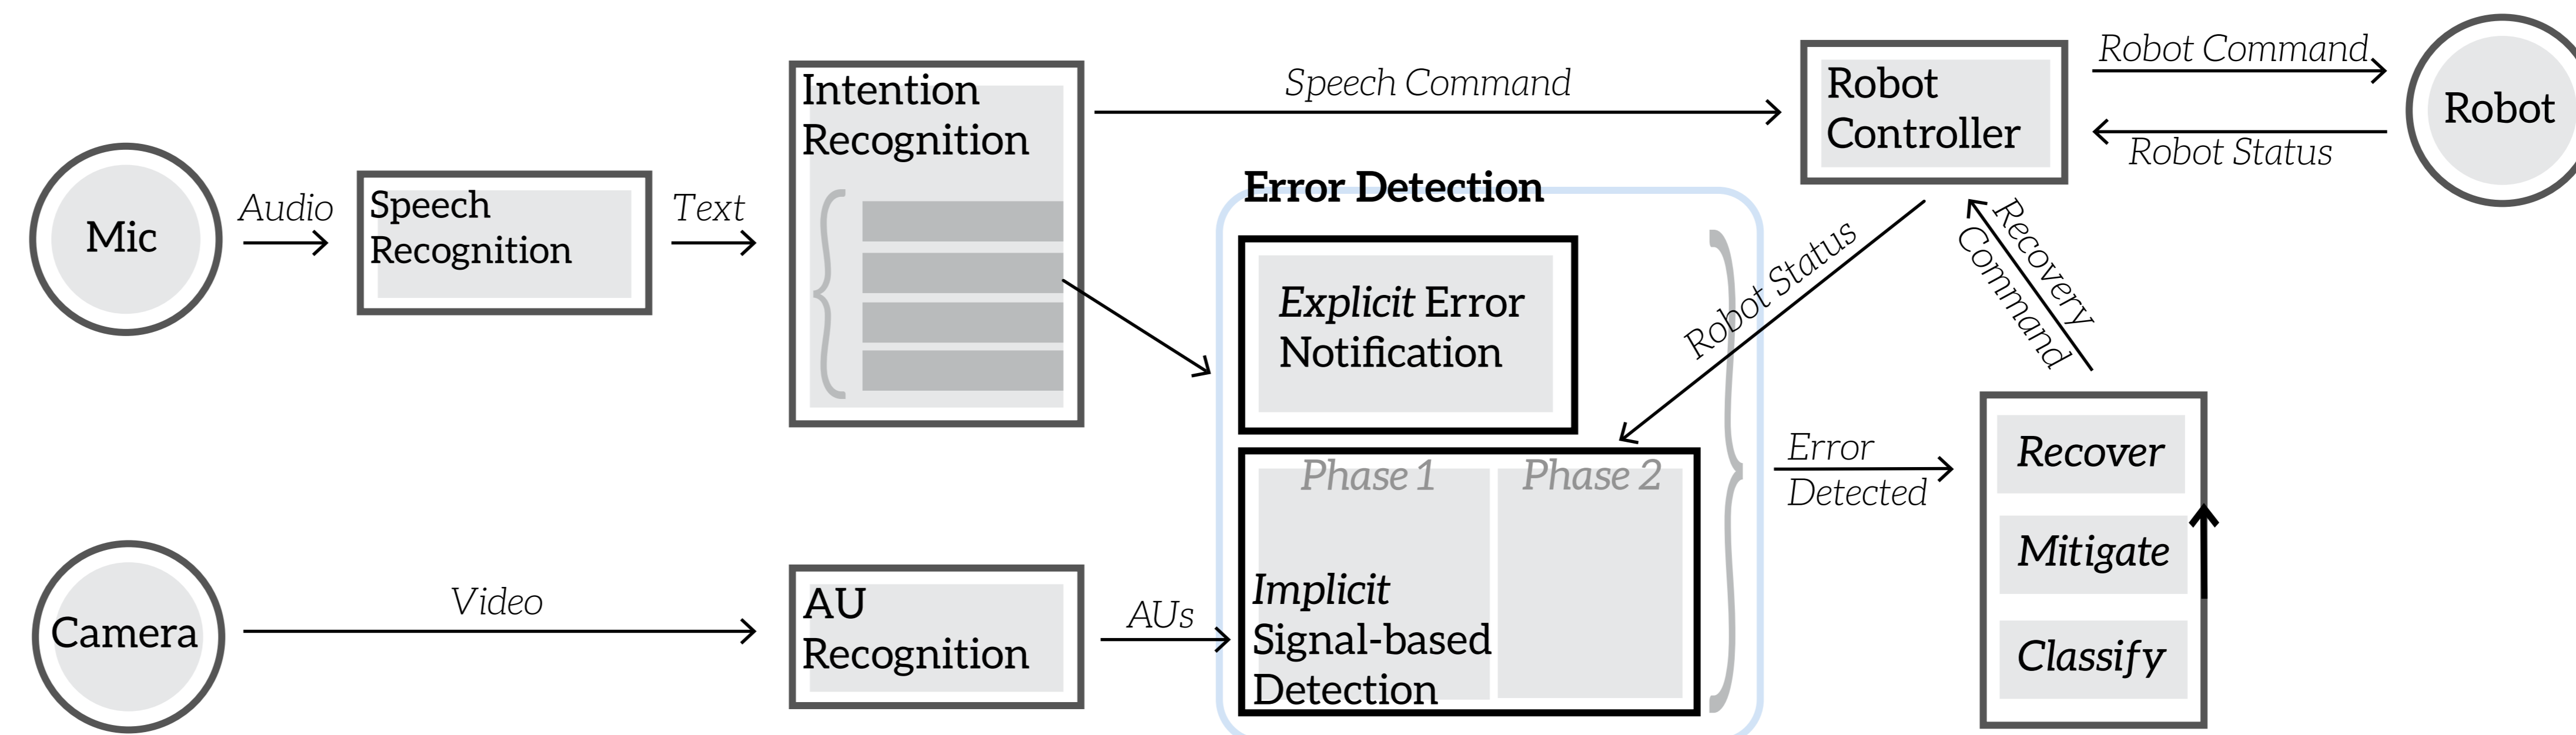 Mic
Audio
Speech
Recognition
Text
Intention
Recognition
Speech Command
Robot
Controller
Robot Command
Robot Status
Robot
Error Detection
Explicit Error
Notification
Robot Status
Recovery
Command
Camera
Video
AU
Recognition
AUs
Phase 1
Phase 2
Implicit
Signal-based
Detection
Error
Detected
Recover
Mitigate
Classify